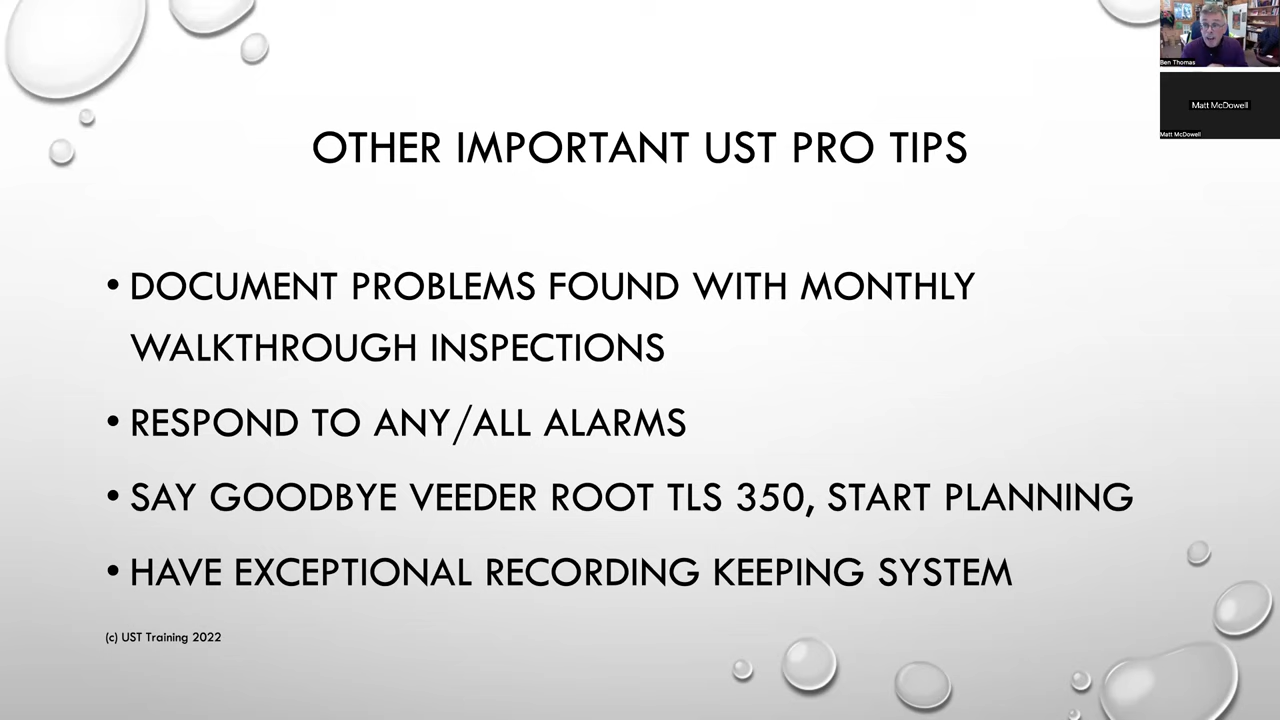 Ben Thomas
Matt McDowell
Matt McDowell
OTHER IMPORTANT UST PRO TIPS
• DOCUMENT PROBLEMS FOUND WITH MONTHLY
WALKTHROUGH INSPECTIONS
• RESPOND TO ANY/ALL ALARMS
• SAY GOODBYE VEEDER ROOT TLS 350, START PLANNING
• HAVE EXCEPTIONAL RECORDING KEEPING SYSTEM
(c) UST Training 2022